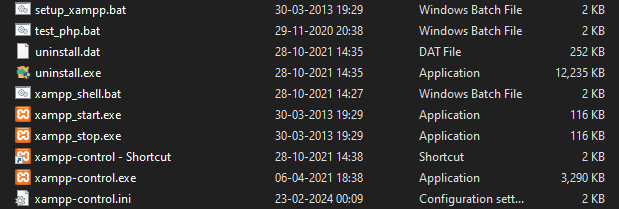 setup_xampp.bat 30-03-2013 19:29 Windows Batch File 2 KB
test_php.bat 29-11-2020 20:38 Windows Batch File 2 KB
uninstall.dat 28-10-2021 14:35 DAT File 252 KB
uninstall.exe 28-10-2021 14:35 Application 12,235 KB
xampp_shell.bat 28-10-2021 14:27 Windows Batch File 2 KB
xampp_start.exe 30-03-2013 19:29 Application 116 KB
xampp_stop.exe 30-03-2013 19:29 Application 116 KB
xampp-control - Shortcut 28-10-2021 14:38 Shortcut 2 KB
xampp-control.exe 06-04-2021 18:38 Application 3,290 KB
xampp-control.ini 23-02-2024 00:09 Configuration sett... 2 KB